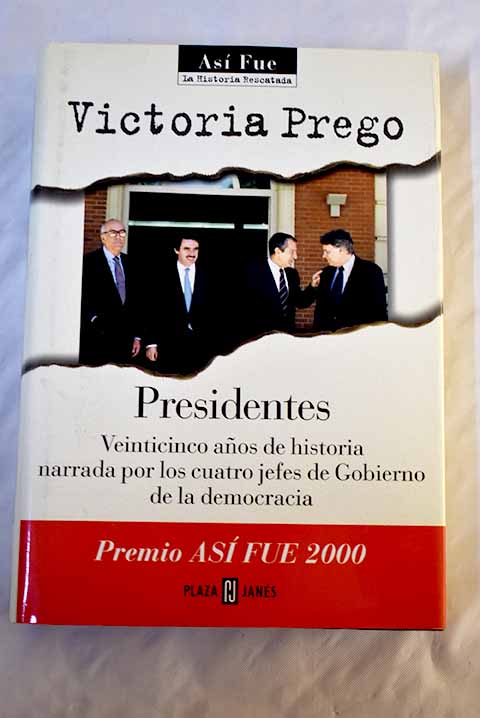 Así Fue
La Historia Rescatada
Victoria Prego
Presidentes
Veinticinco años de historia
narrada por los cuatro jefes de Gobierno
de la democracia
Premio ASÍ FUE 2000
PLAZA PJ JANÉS